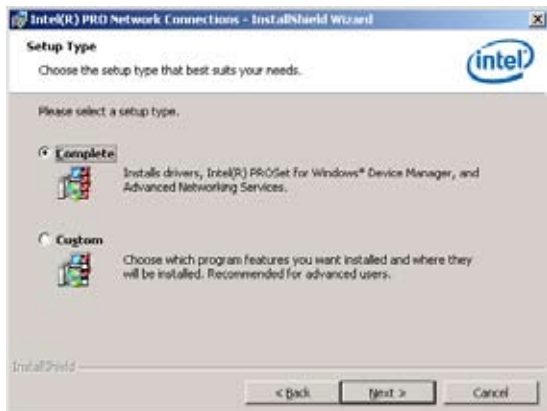 Intel(R) PRO Network Connections - InstallShield Wizard
Setup Type
Choose the setup type that best suits your needs.
intel
Please select a setup type.
Complete
Installs drivers, Intel(R) PROSet for Windows* Device Manager, and
Advanced Networking Services.
Custom
Choose which program features you want installed and where they
will be installed. Recommended for advanced users.
InstallShield
< Back
Next >
Cancel